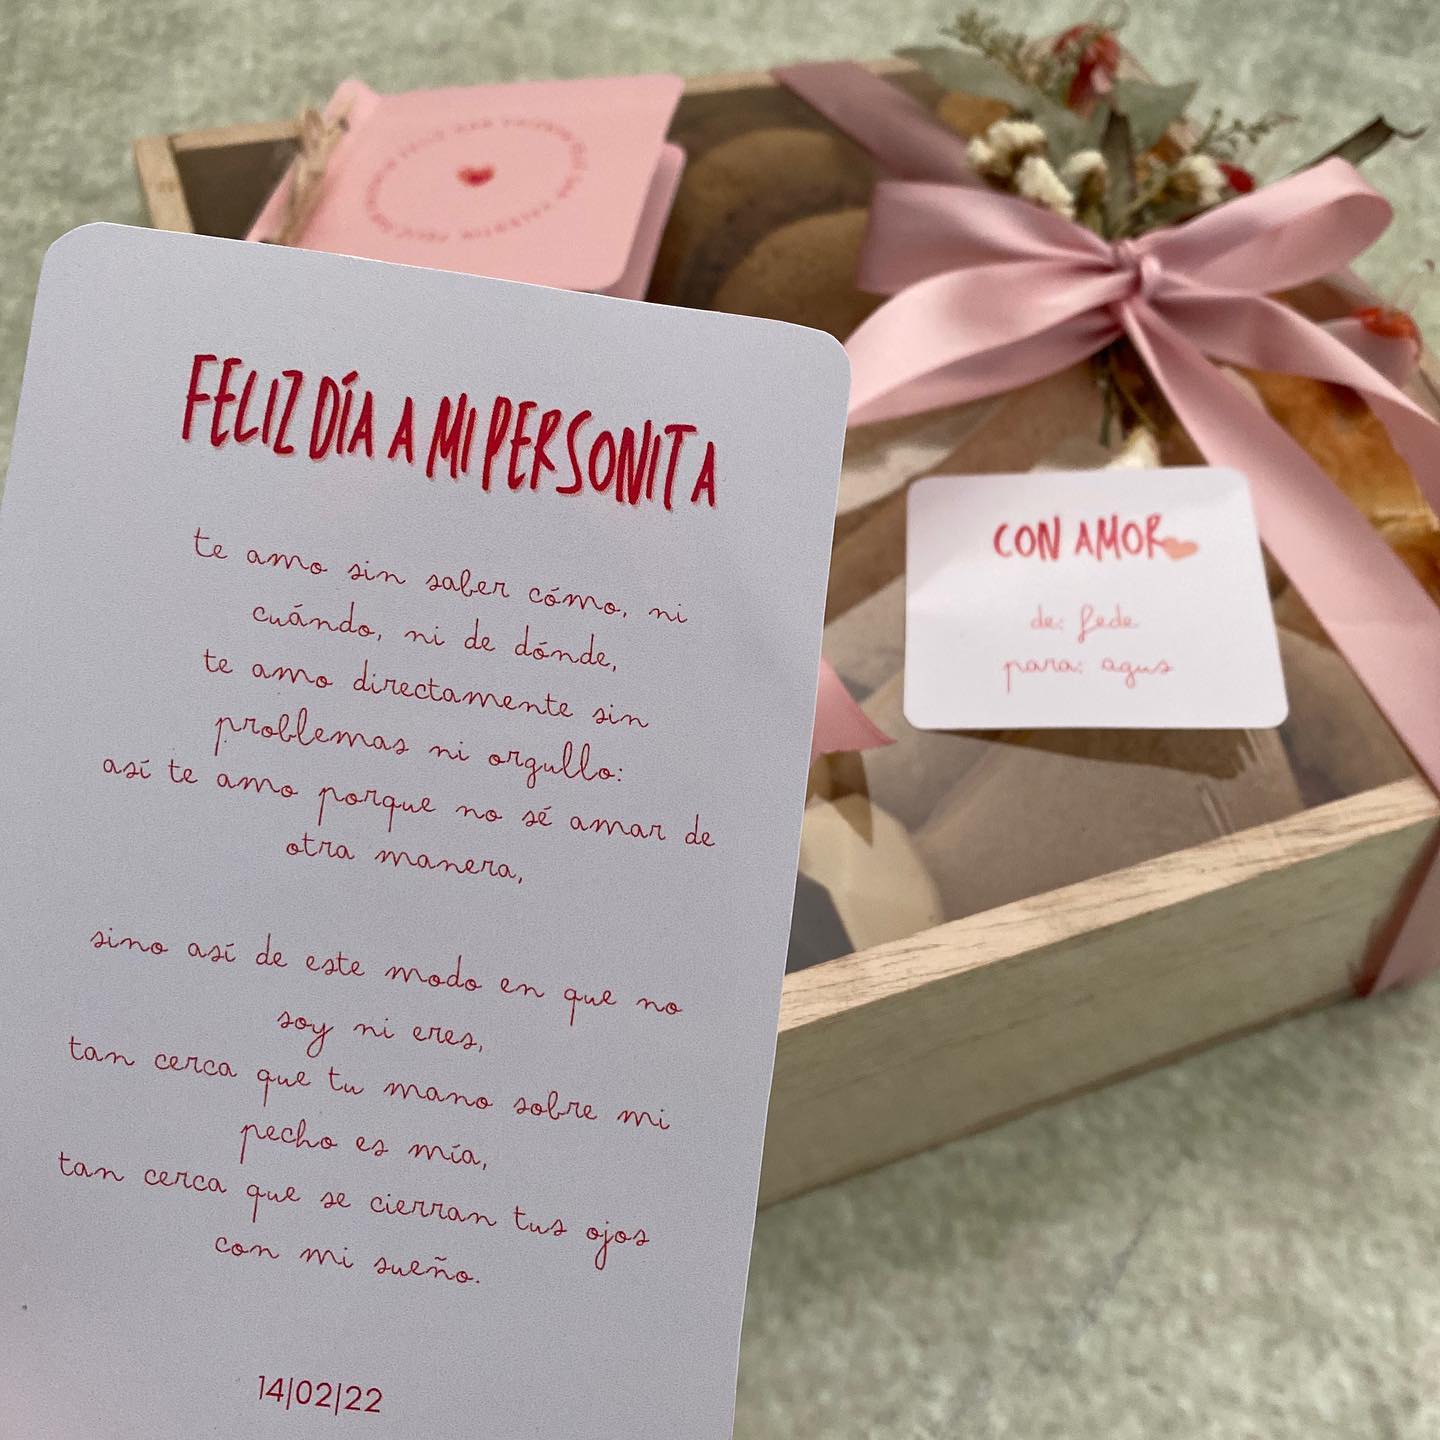 FELIZ DÍA A MI PERSONITA
te amo sin saber cómo, ni
cuándo, ni de dónde,
te amo directamente sin
problemas ni orgullo:
así te amo porque no sé amar de
otra manera,
sino así de este modo en que no
soy ni eres,
tan cerca que tu mano sobre mi
pecho es mía,
tan cerca que se cierran tus ojos
con mi sueño.
14|02|22
CON AMOR
de: fede
para: agus